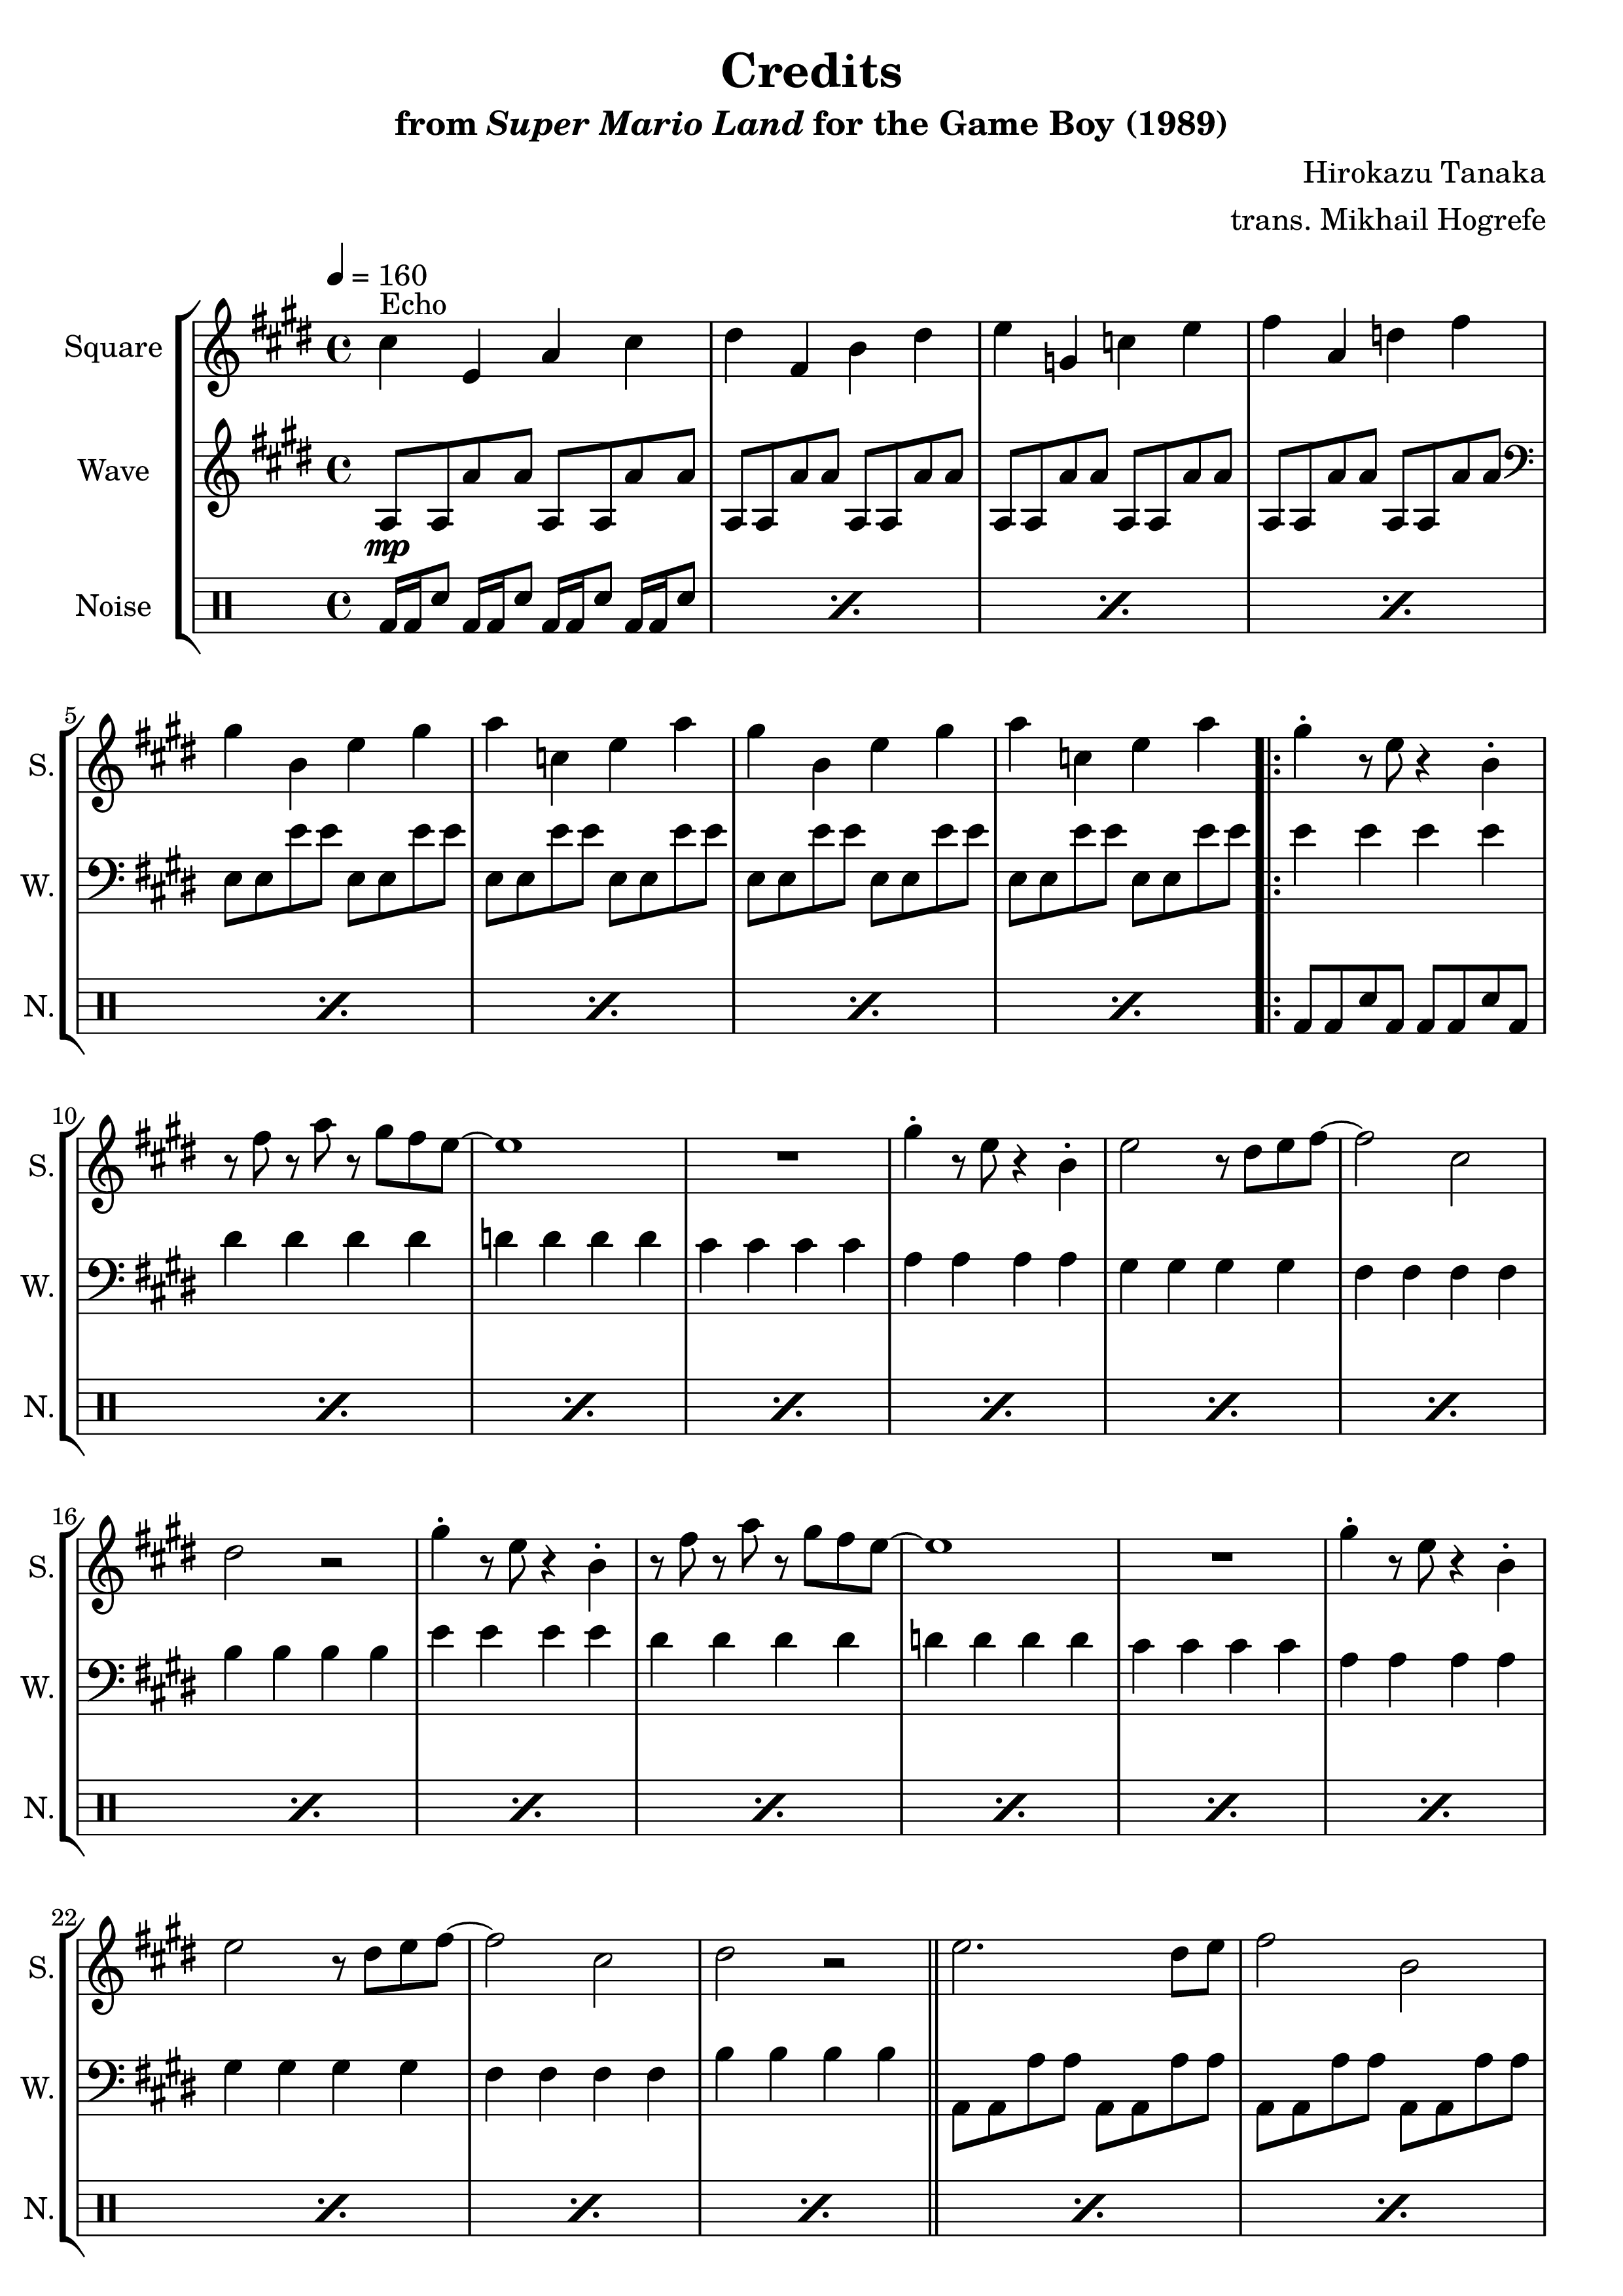 Credits
from Super Mario Land for the Game Boy (1989)
Hirokazu Tanaka
trans. Mikhail Hogrefe
= 160
Echo
Square
Wave
mp
Noise
5
S.
W.
N.
10
S.
W.
N.
16
S.
W.
N.
22
S.
W.
N.